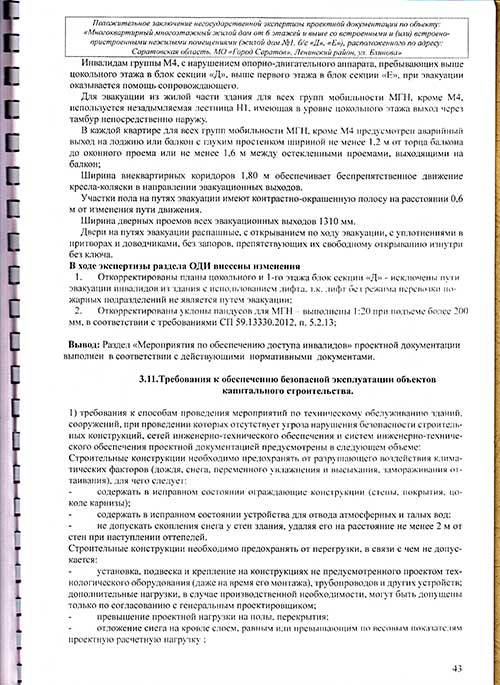 Положительное заключение негосударственной экспертизы проектной документации по объекту:
«Многоквартирный многоэтажный жилой дом от 6 этажей и выше со встроенными и (или) встроено-
пристроенными нежилыми помещениями (жилой дом №1, б/с «Д», «Е»), расположенного по адресу:
Саратовская область, МО «Город Саратов», Ленинский район, ул. Блинова»
Инвалидам группы М4, с нарушением опорно-двигательного аппарата, пребывающих выше
цокольного этажа в блок секции «Д», выше первого этажа в блок секции «Е», при эвакуации
оказывается помощь сопровождающего.
Для эвакуации из жилой части здания для всех групп мобильности МГН, кроме М4,
используется незадымляемая лестница Н1, имеющая в уровне цокольного этажа выход через
тамбур непосредственно наружу.
В каждой квартире для всех групп мобильности МГН, кроме М4 предусмотрен аварийный
выход на лоджию или балкон с глухим простенком шириной не менее 1,2 м от торца балкона
до оконного проема или не менее 1,6 м между остекленными проемами, выходящими на
балкон;
Ширина внеквартирных коридоров 1,80 м обеспечивает беспрепятственное движение
кресла-коляски в направлении эвакуационных выходов.
Участки пола на путях эвакуации имеют контрастно-окрашенную полосу на расстоянии 0,6
м от изменения пути движения.
Ширина дверных проемов всех эвакуационных выходов 1310 мм.
Двери на путях эвакуации распашные, с открыванием по ходу эвакуации, с уплотнениями в
притворах и доводчиками, без запоров, препятствующих их свободному открыванию изнутри
без ключа.
В ходе экспертизы раздела ОДИ внесены изменения
1. Откорректированы планы цокольного и 1-го этажа блок секции «Д» - исключены пути
эвакуации инвалидов из здания с использованием лифта, т.к. лифт без режима перевозки по-
жарных подразделений не является путем эвакуации;
2. Откорректированы уклоны пандусов для МГН – выполнены 1:20 при подъеме более 200
мм, в соответствии с требованиями СП 59.13330.2012, п. 5.2.13;
Вывод: Раздел «Мероприятия по обеспечению доступа инвалидов» проектной документации
выполнен в соответствии с действующими нормативными документами.
3.11.Требования к обеспечению безопасной эксплуатации объектов
капитального строительства.
1) требования к способам проведения мероприятий по техническому обслуживанию зданий,
сооружений, при проведении которых отсутствует угроза нарушения безопасности строитель-
ных конструкций, сетей инженерно-технического обеспечения и систем инженерно-техниче-
ского обеспечения проектной документацией предусмотрены в следующем объеме:
Строительные конструкции необходимо предохранять от разрушающего воздействия клима-
тических факторов (дождя, снега, переменного увлажнения и высыхания, замораживания от-
таивания), для чего следует:
- содержать в исправном состоянии ограждающие конструкции (стены, покрытия, цо-
коле карнизы);
- содержать в исправном состоянии устройства для отвода атмосферных и талых вод:
- не допускать скопления снега у стен здания, удаляя его на расстояние не менее 2 м от
стен при наступлении оттепелей.
Строительные конструкции необходимо предохранять от перегрузки, в связи с чем не допус-
кается:
- установка, подвеска и крепление на конструкциях не предусмотренного проектом тех-
нологического оборудования (даже на время его монтажа), трубопроводов и других устройств;
дополнительные нагрузки, в случае производственной необходимости, могут быть допущены
только по согласованию с генеральным проектировщиком;
- превышение проектной нагрузки на полы, перекрытия;
- отложение снега на кровле слоем, равным или превышающим по весовым показателям
проектную расчетную нагрузку ;
43